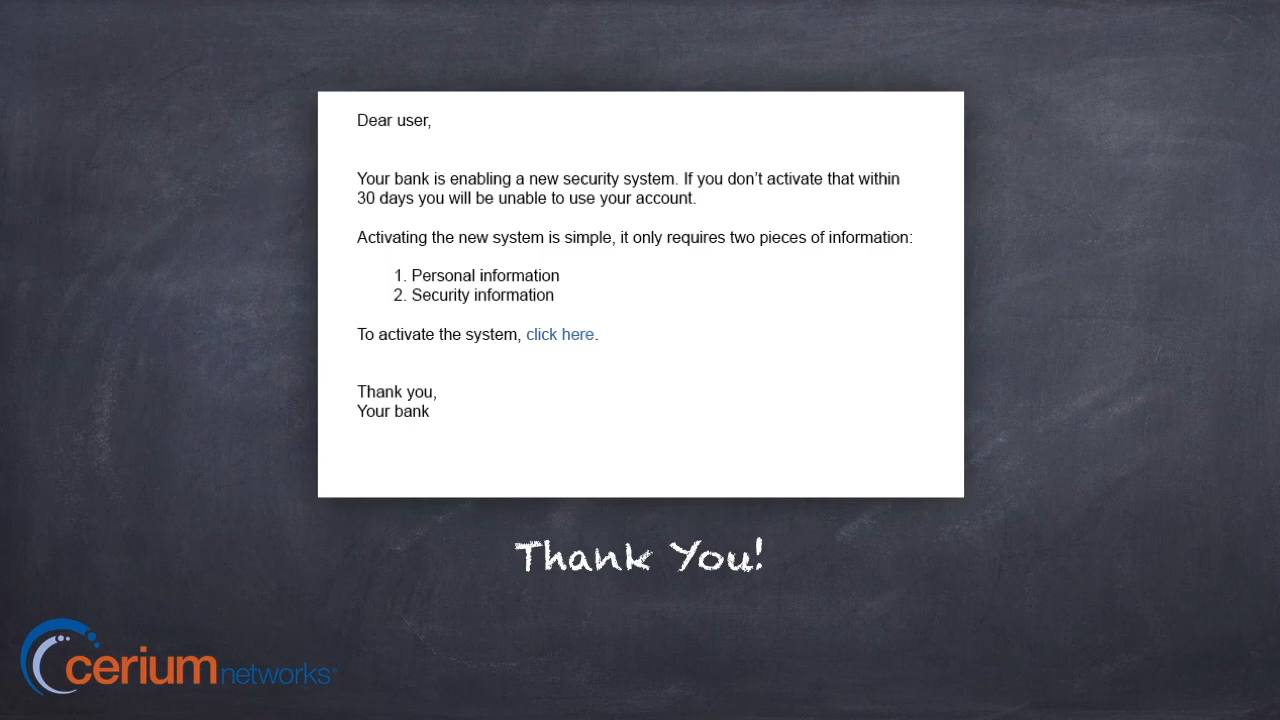 Dear user,
Your bank is enabling a new security system. If you don’t activate that within
30 days you will be unable to use your account.
Activating the new system is simple, it only requires two pieces of information:
1. Personal information
2. Security information
To activate the system, click here.
Thank you,
Your bank
Thank You!
cerium networks